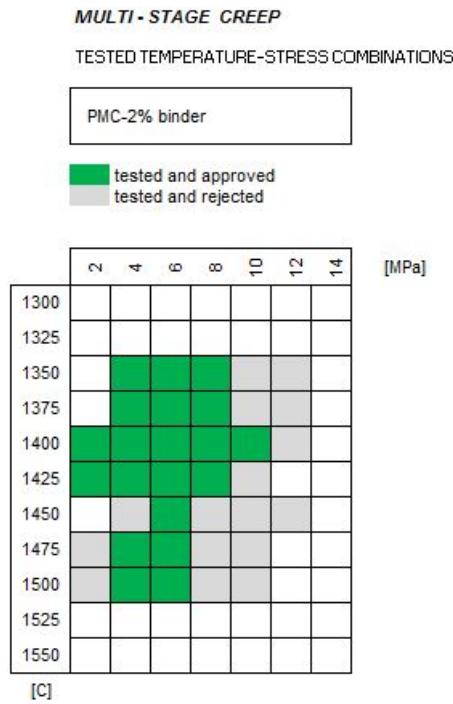 MULTI - STAGE CREEP
TESTED TEMPERATURE-STRESS COMBINATIONS
PMC-2% binder
tested and approved
tested and rejected
2 4 6 8 10 12 14 [MPa]
1300
1325
1350
1375
1400
1425
1450
1475
1500
1525
1550
[C]